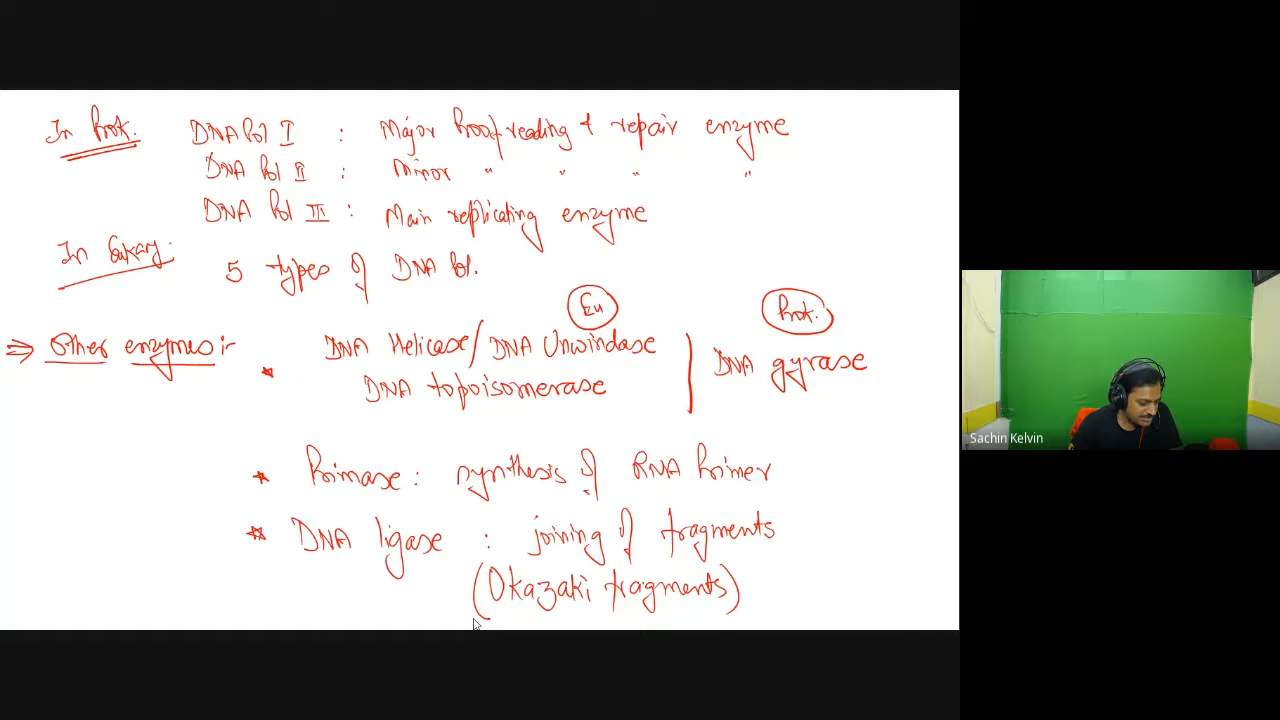 In Prok. DNA Pol I : Major Proofreading & repair enzyme
DNA Pol II : Minor " " " "
DNA Pol III : Main replicating enzyme
In Eukary. 5 types of DNA Pol.
Eu Prok.
⇒ Other enzymes :- * DNA Helicase/DNA Unwindase | DNA gyrase
DNA topoisomerase
* Primase : synthesis of RNA Primer
* DNA ligase : joining of fragments
(Okazaki fragments)
Sachin Kelvin